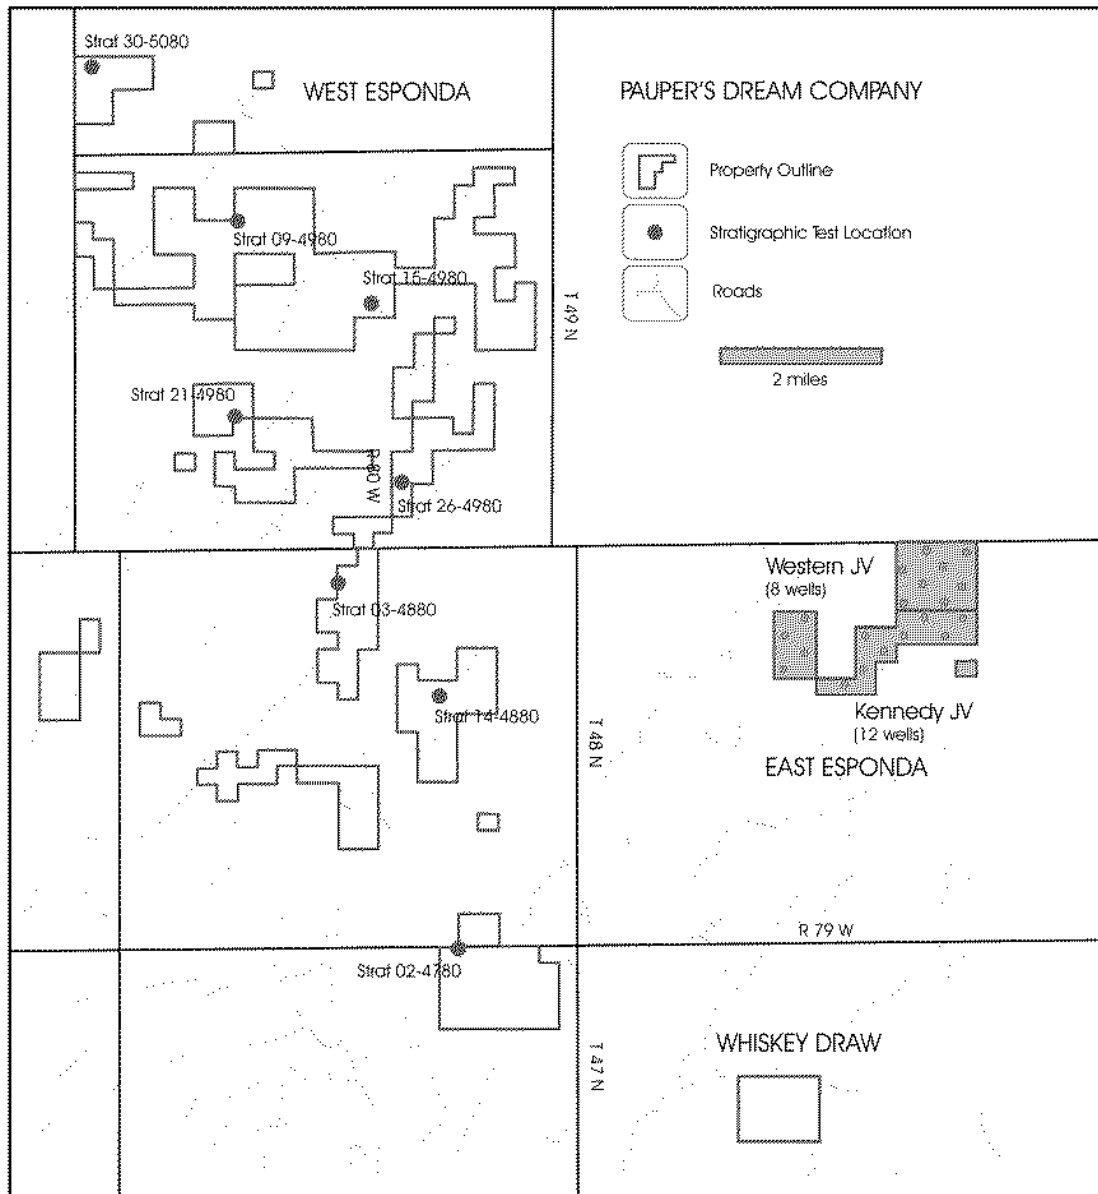 Strat 30-5080
WEST ESPONDA
PAUPER'S DREAM COMPANY
Property Outline
Stratigraphic Test Location
Roads
2 miles
Strat 09-4980
Strat 15-4980
T 49 N
Strat 21-4980
R 80 W
Strat 26-4980
Western JV
(8 wells)
Strat 03-4880
Strat 14-4880
Kennedy JV
(12 wells)
T 48 N
EAST ESPONDA
R 79 W
Strat 02-4780
WHISKEY DRAW
T 47 N